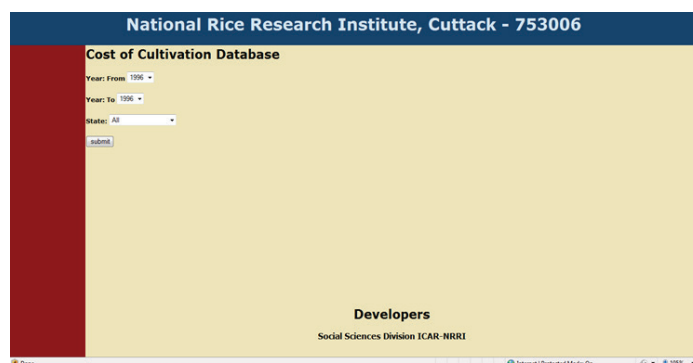 National Rice Research Institute, Cuttack - 753006
Cost of Cultivation Database
Year: From 1996
Year: To 1996
State: All
submit
Developers
Social Sciences Division ICAR-NRRI